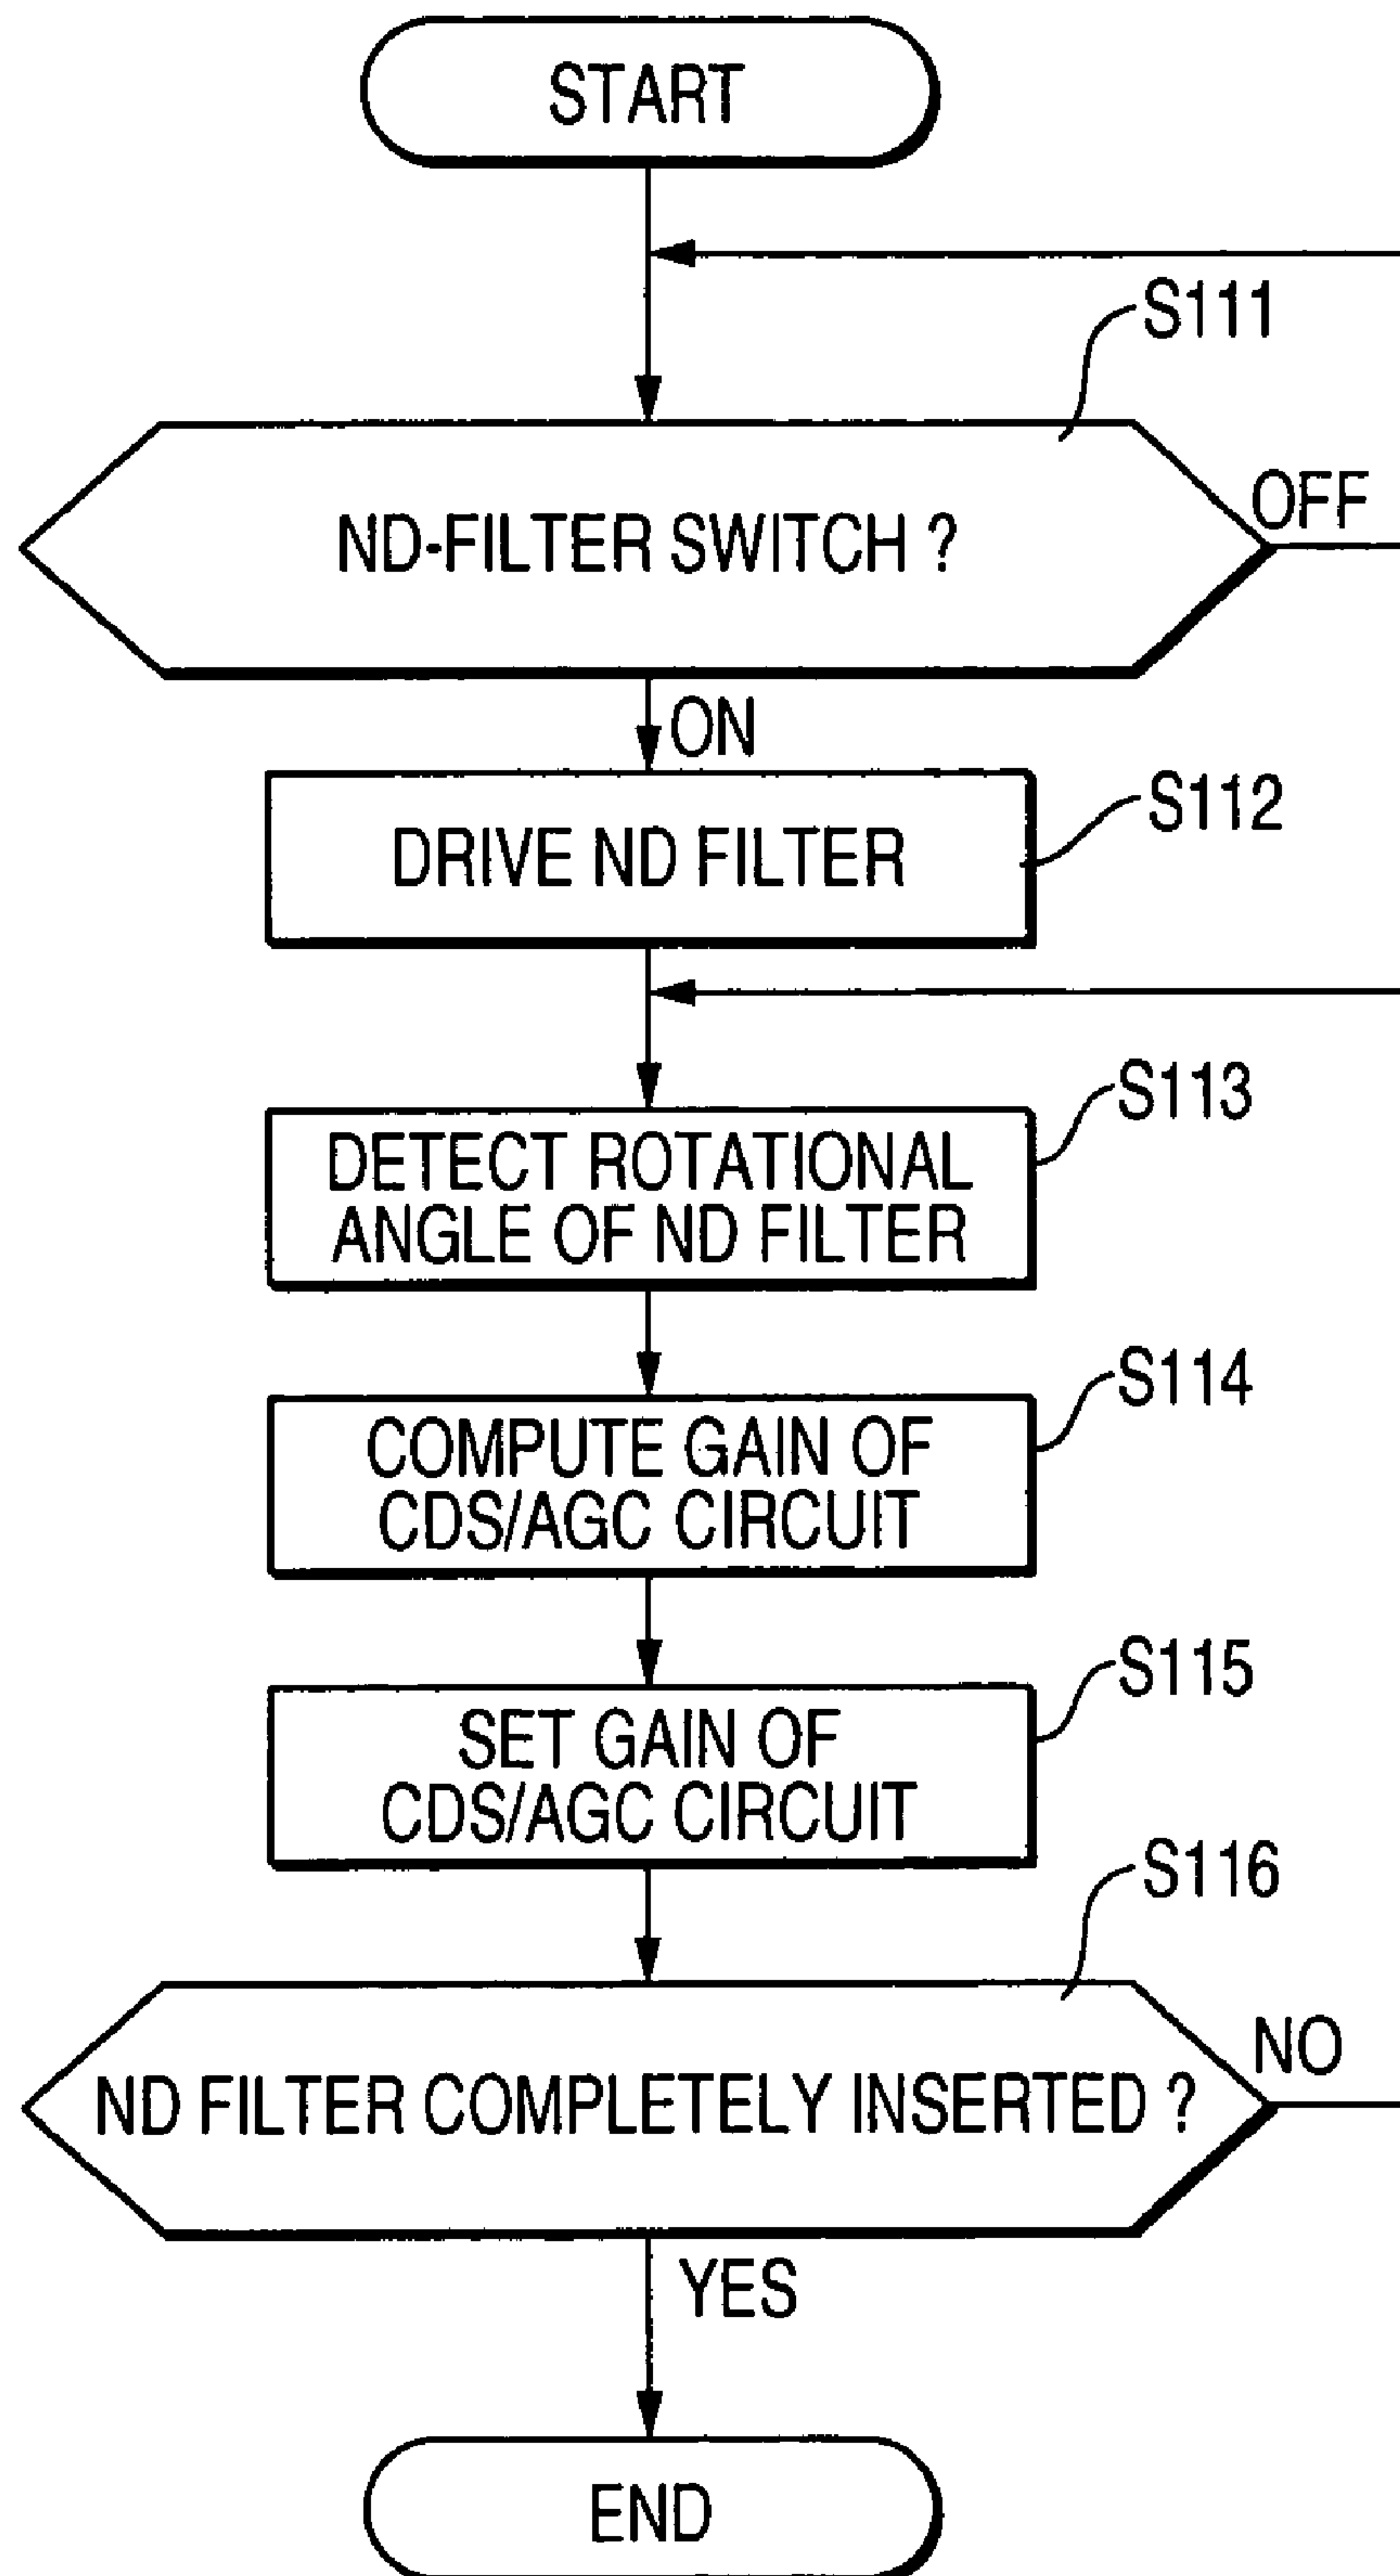 START
S111
ND-FILTER SWITCH ?
OFF
ON
DRIVE ND FILTER
S112
S113
DETECT ROTATIONAL
ANGLE OF ND FILTER
S114
COMPUTE GAIN OF
CDS/AGC CIRCUIT
S115
SET GAIN OF
CDS/AGC CIRCUIT
S116
ND FILTER COMPLETELY INSERTED ?
NO
YES
END